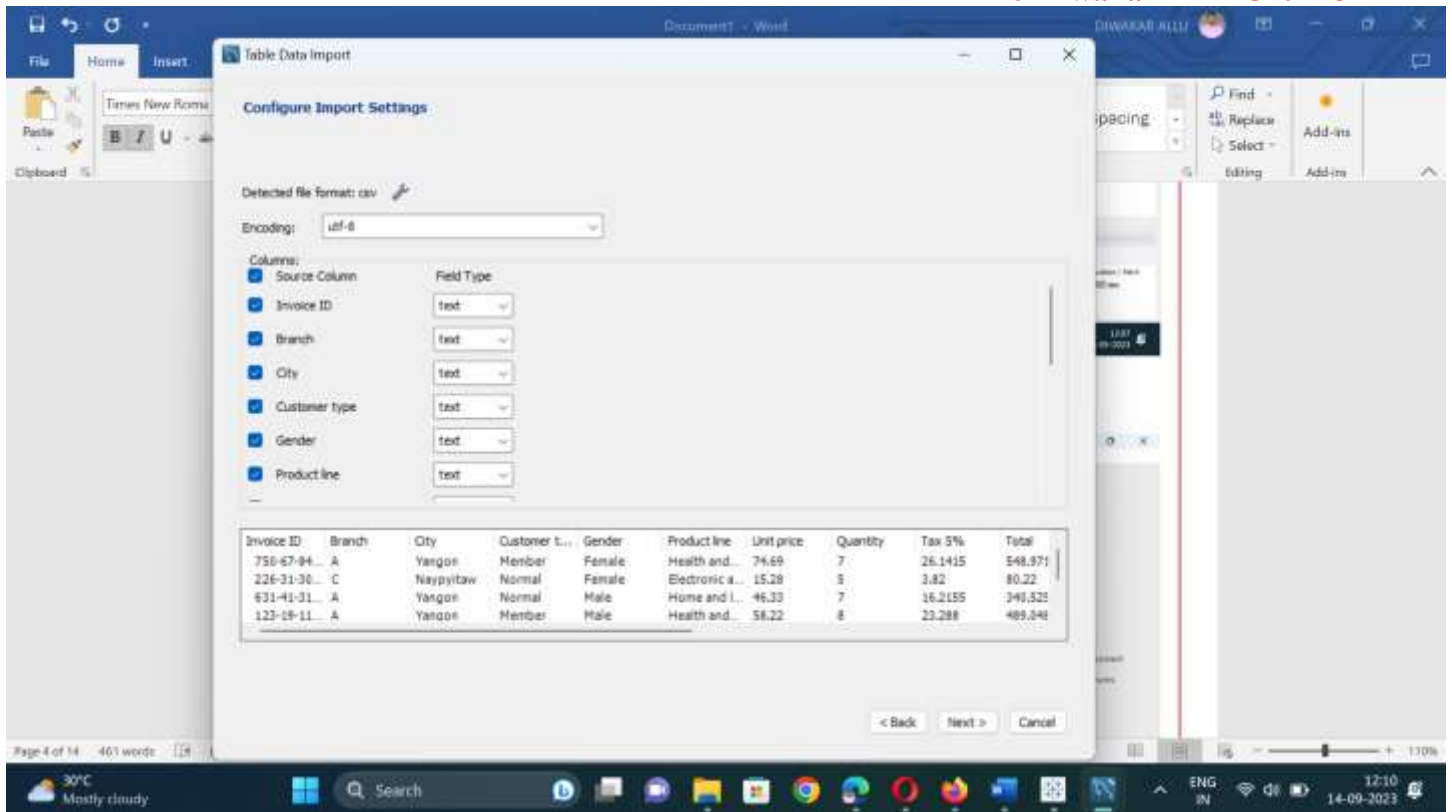 Document1 - Word
DIWAKAR ALLU
File Home Insert
Table Data Import
Configure Import Settings
Times New Roma
Paste
B I U
Clipboard
pacing
Find
Replace
Select
Editing
Add-ins
Add-ins
Detected file format: csv
Encoding: utf-8
Columns:
Source Column Field Type
Invoice ID text
Branch text
City text
Customer type text
Gender text
Product line text
Invoice ID Branch City Customer t... Gender Product line Unit price Quantity Tax 5% Total
750-67-84... A Yangon Member Female Health and... 74.69 7 26.1415 548.971
226-31-30... C Naypyitaw Normal Female Electronic a... 15.28 5 3.82 80.22
631-41-31... A Yangon Normal Male Home and l... 46.33 7 16.2155 340.525
123-19-11... A Yangon Member Male Health and... 58.22 8 23.288 489.048
< Back Next > Cancel
Page 4 of 14 461 words
110%
30°C
Mostly cloudy
Search
ENG
IN
12:10
14-09-2023